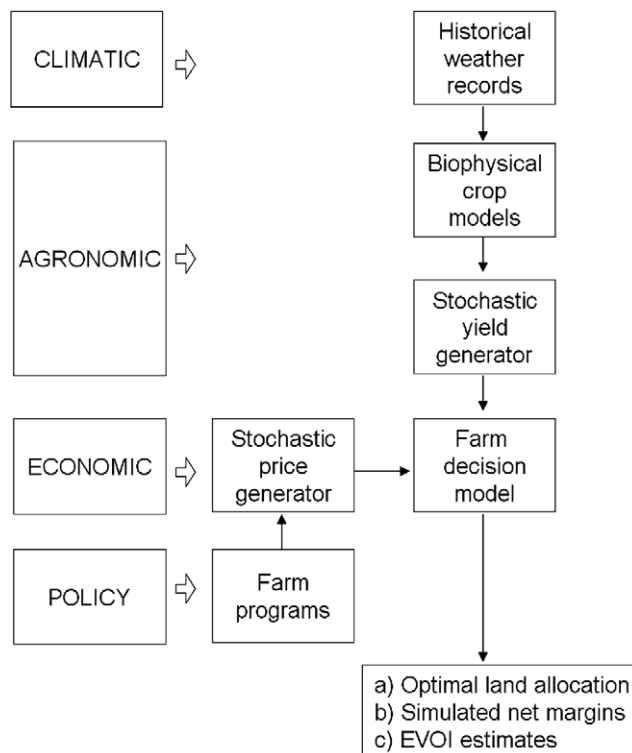 CLIMATIC
Historical
weather
records
AGRONOMIC
Biophysical
crop
models
Stochastic
yield
generator
ECONOMIC
Stochastic
price
generator
Farm
decision
model
POLICY
Farm
programs
a) Optimal land allocation
b) Simulated net margins
c) EVOI estimates